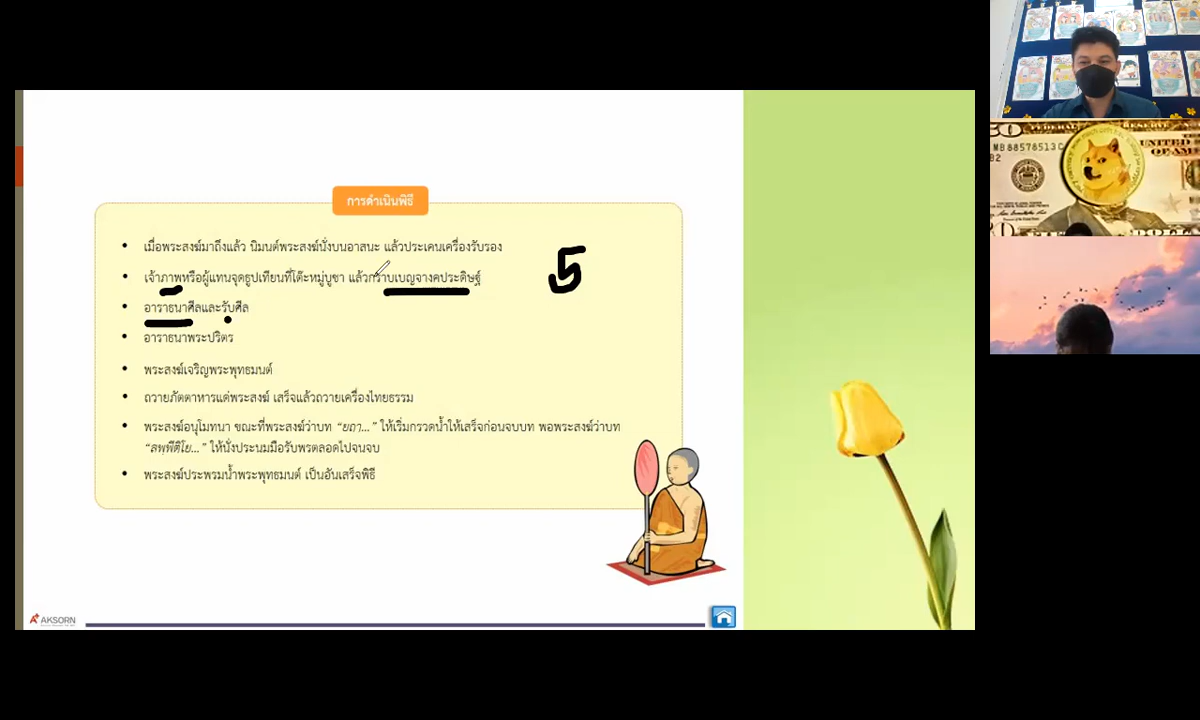 การดำเนินพิธี
• เมื่อพระสงฆ์มาถึงแล้ว นิมนต์พระสงฆ์นั่งบนอาสนะ แล้วประเคนเครื่องรับรอง
• เจ้าภาพหรือผู้แทนจุดธูปเทียนที่โต๊ะหมู่บูชา แล้วกราบเบญจางคประดิษฐ์
5
• อาราธนาศีลและรับศีล
• อาราธนาพระปริตร
• พระสงฆ์เจริญพระพุทธมนต์
• ถวายภัตตาหารแด่พระสงฆ์ เสร็จแล้วถวายเครื่องไทยธรรม
• พระสงฆ์อนุโมทนา ขณะที่พระสงฆ์ว่าบท “ยถา...” ให้เริ่มกรวดน้ำให้เสร็จก่อนจบบท พอพระสงฆ์ว่าบท
“สพฺพีติโย...” ให้นั่งประนมมือรับพรตลอดไปจนจบ
• พระสงฆ์ประพรมน้ำพระพุทธมนต์ เป็นอันเสร็จพิธี
AKSORN
MB 88578513
UNITED
OF AM